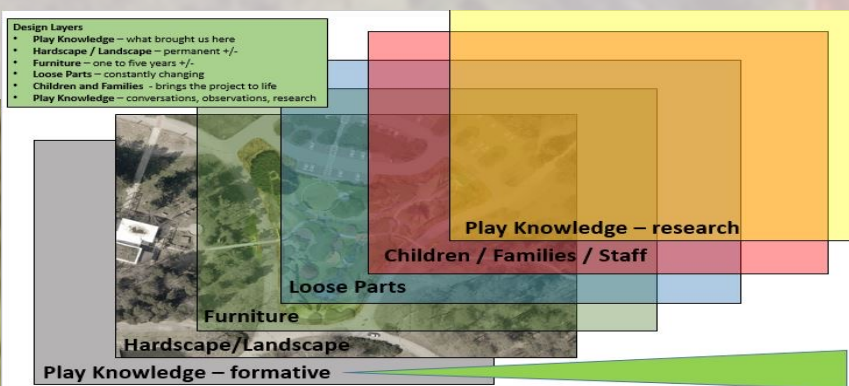 Design Layers
• Play Knowledge – what brought us here
• Hardscape / Landscape – permanent +/-
• Furniture – one to five years +/-
• Loose Parts – constantly changing
• Children and Families - brings the project to life
• Play Knowledge – conversations, observations, research
Play Knowledge – research
Children / Families / Staff
Loose Parts
Furniture
Hardscape/Landscape
Play Knowledge – formative